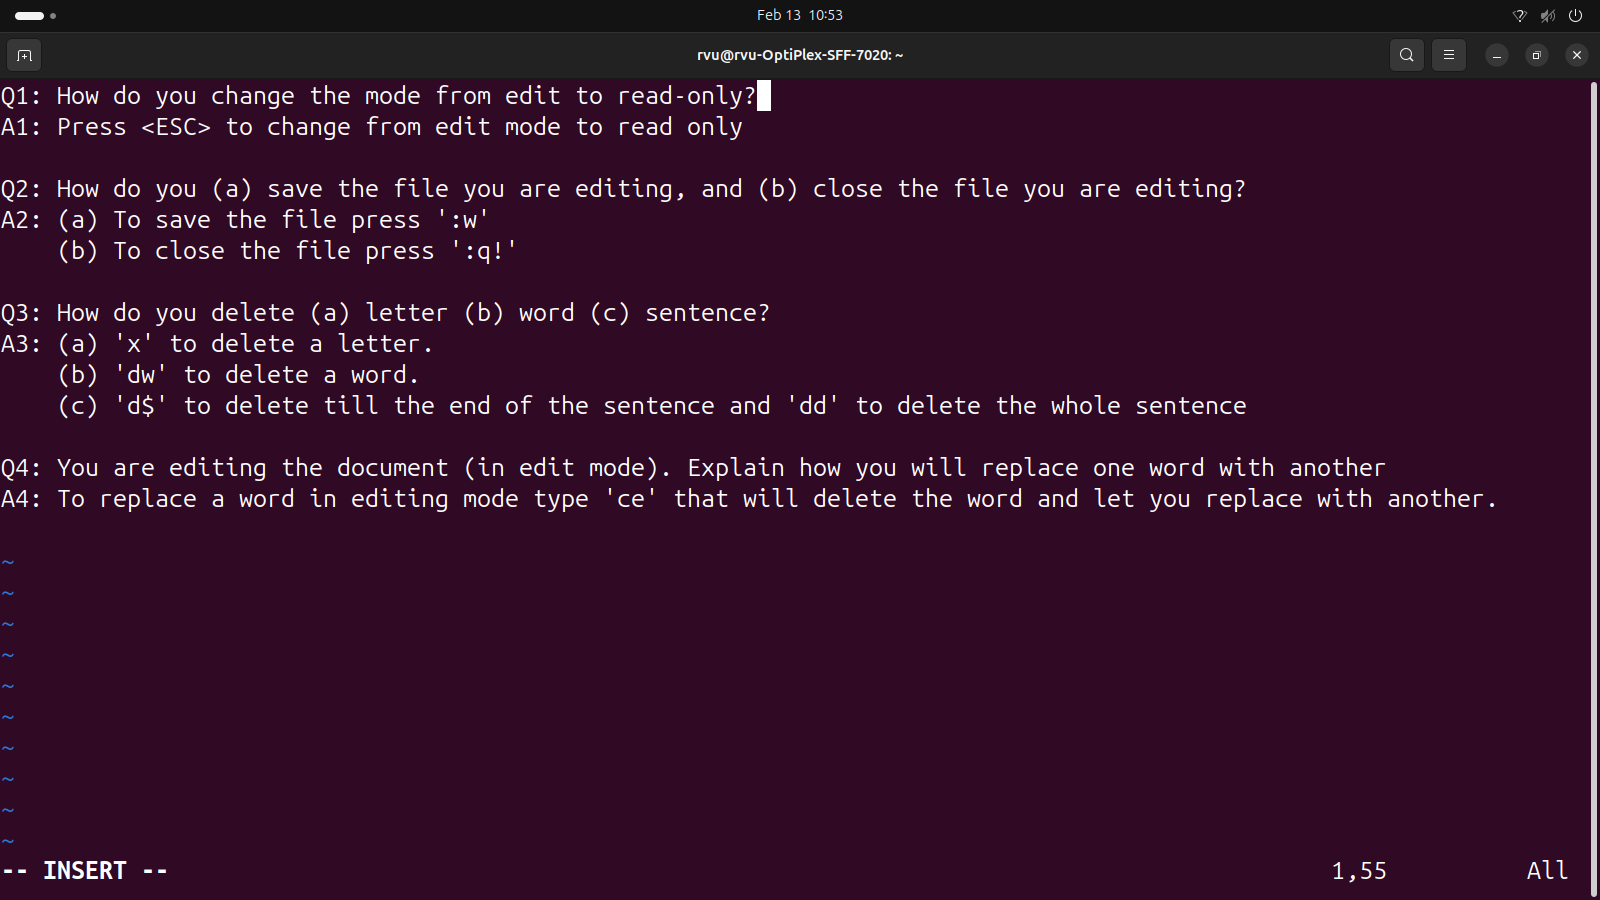 Feb 13 10:53
rvu@rvu-OptiPlex-SFF-7020: ~
Q1: How do you change the mode from edit to read-only?
A1: Press <ESC> to change from edit mode to read only
Q2: How do you (a) save the file you are editing, and (b) close the file you are editing?
A2: (a) To save the file press ':w'
(b) To close the file press ':q!'
Q3: How do you delete (a) letter (b) word (c) sentence?
A3: (a) 'x' to delete a letter.
(b) 'dw' to delete a word.
(c) 'd$' to delete till the end of the sentence and 'dd' to delete the whole sentence
Q4: You are editing the document (in edit mode). Explain how you will replace one word with another
A4: To replace a word in editing mode type 'ce' that will delete the word and let you replace with another.
~
~
~
~
~
~
~
~
~
~
-- INSERT -- 1,55 All